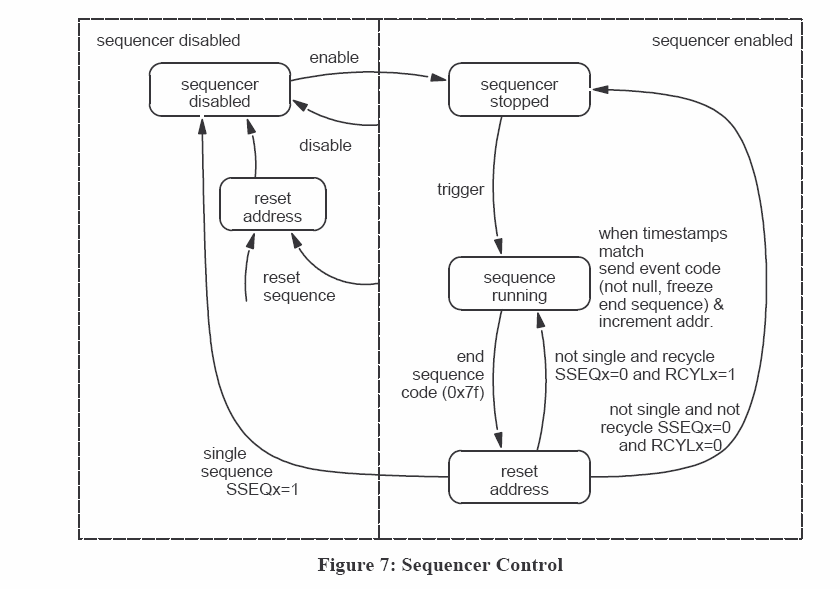 sequencer disabled
sequencer enabled
enable
sequencer
disabled
sequencer
stopped
disable
trigger
reset
address
reset
sequence
sequence
running
when timestamps
match
send event code
(not null, freeze
end sequence) &
increment addr.
end
sequence
code (0x7f)
not single and recycle
SSEQx=0 and RCYLx=1
not single and not
recycle SSEQx=0
and RCYLx=0
single
sequence
SSEQx=1
reset
address
Figure 7: Sequencer Control